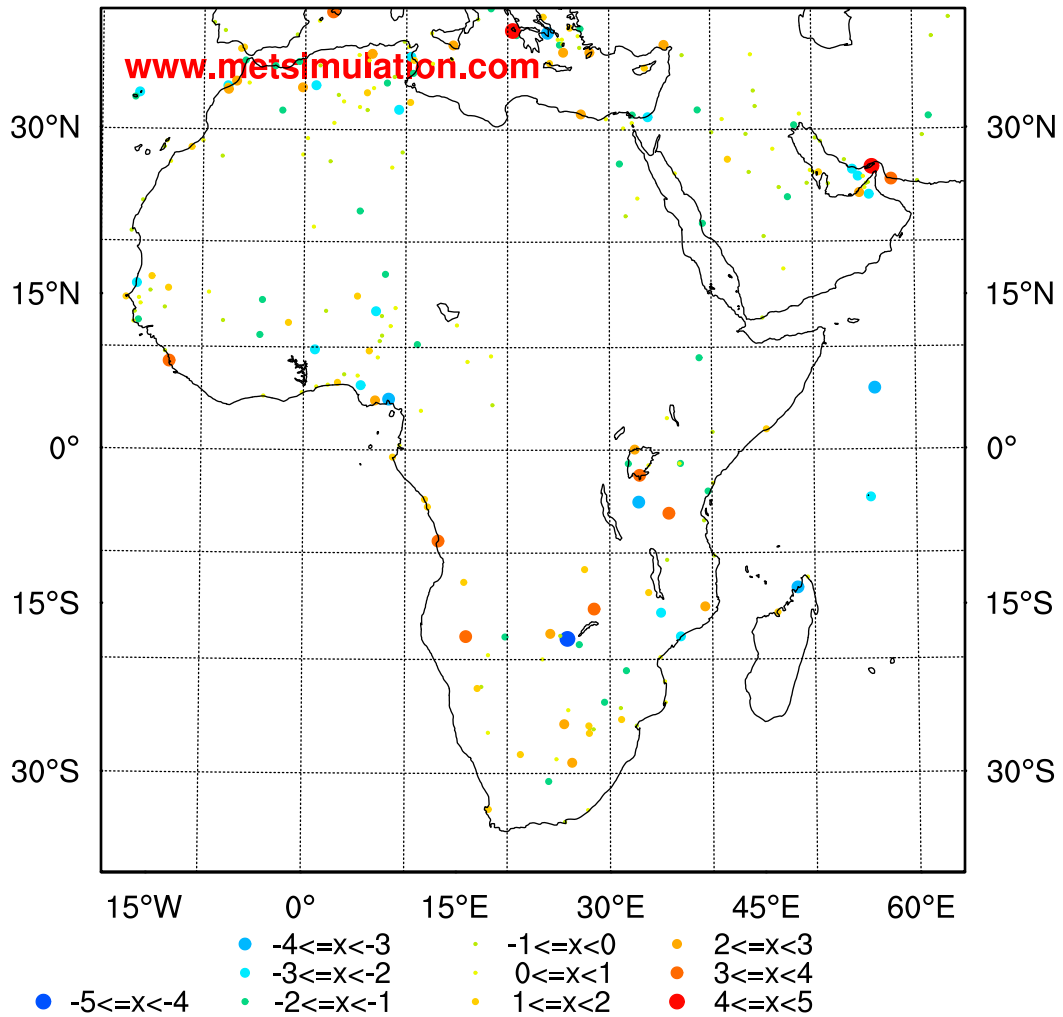 www.metsimulation.com
30°N 30°N
15°N 15°N
0° 0°
15°S 15°S
30°S 30°S
15°W 0° 15°E 30°E 45°E 60°E
-4<=x<-3 -1<=x<0 2<=x<3
-3<=x<-2 0<=x<1 3<=x<4
-5<=x<-4 -2<=x<-1 1<=x<2 4<=x<5